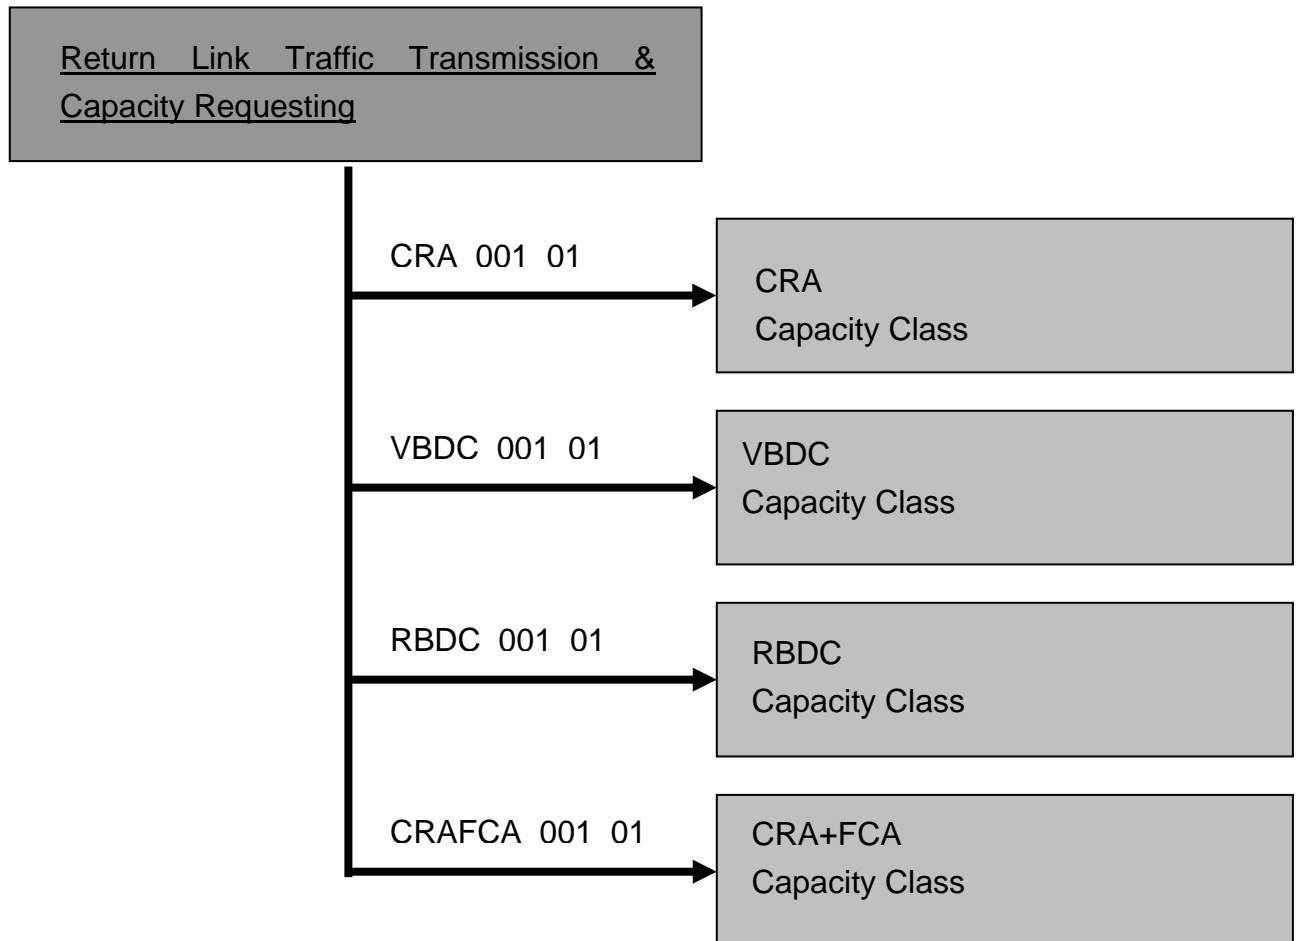 Return Link Traffic Transmission &
Capacity Requesting
CRA 001 01
CRA
Capacity Class
VBDC 001 01
VBDC
Capacity Class
RBDC 001 01
RBDC
Capacity Class
CRAFCA 001 01
CRA+FCA
Capacity Class